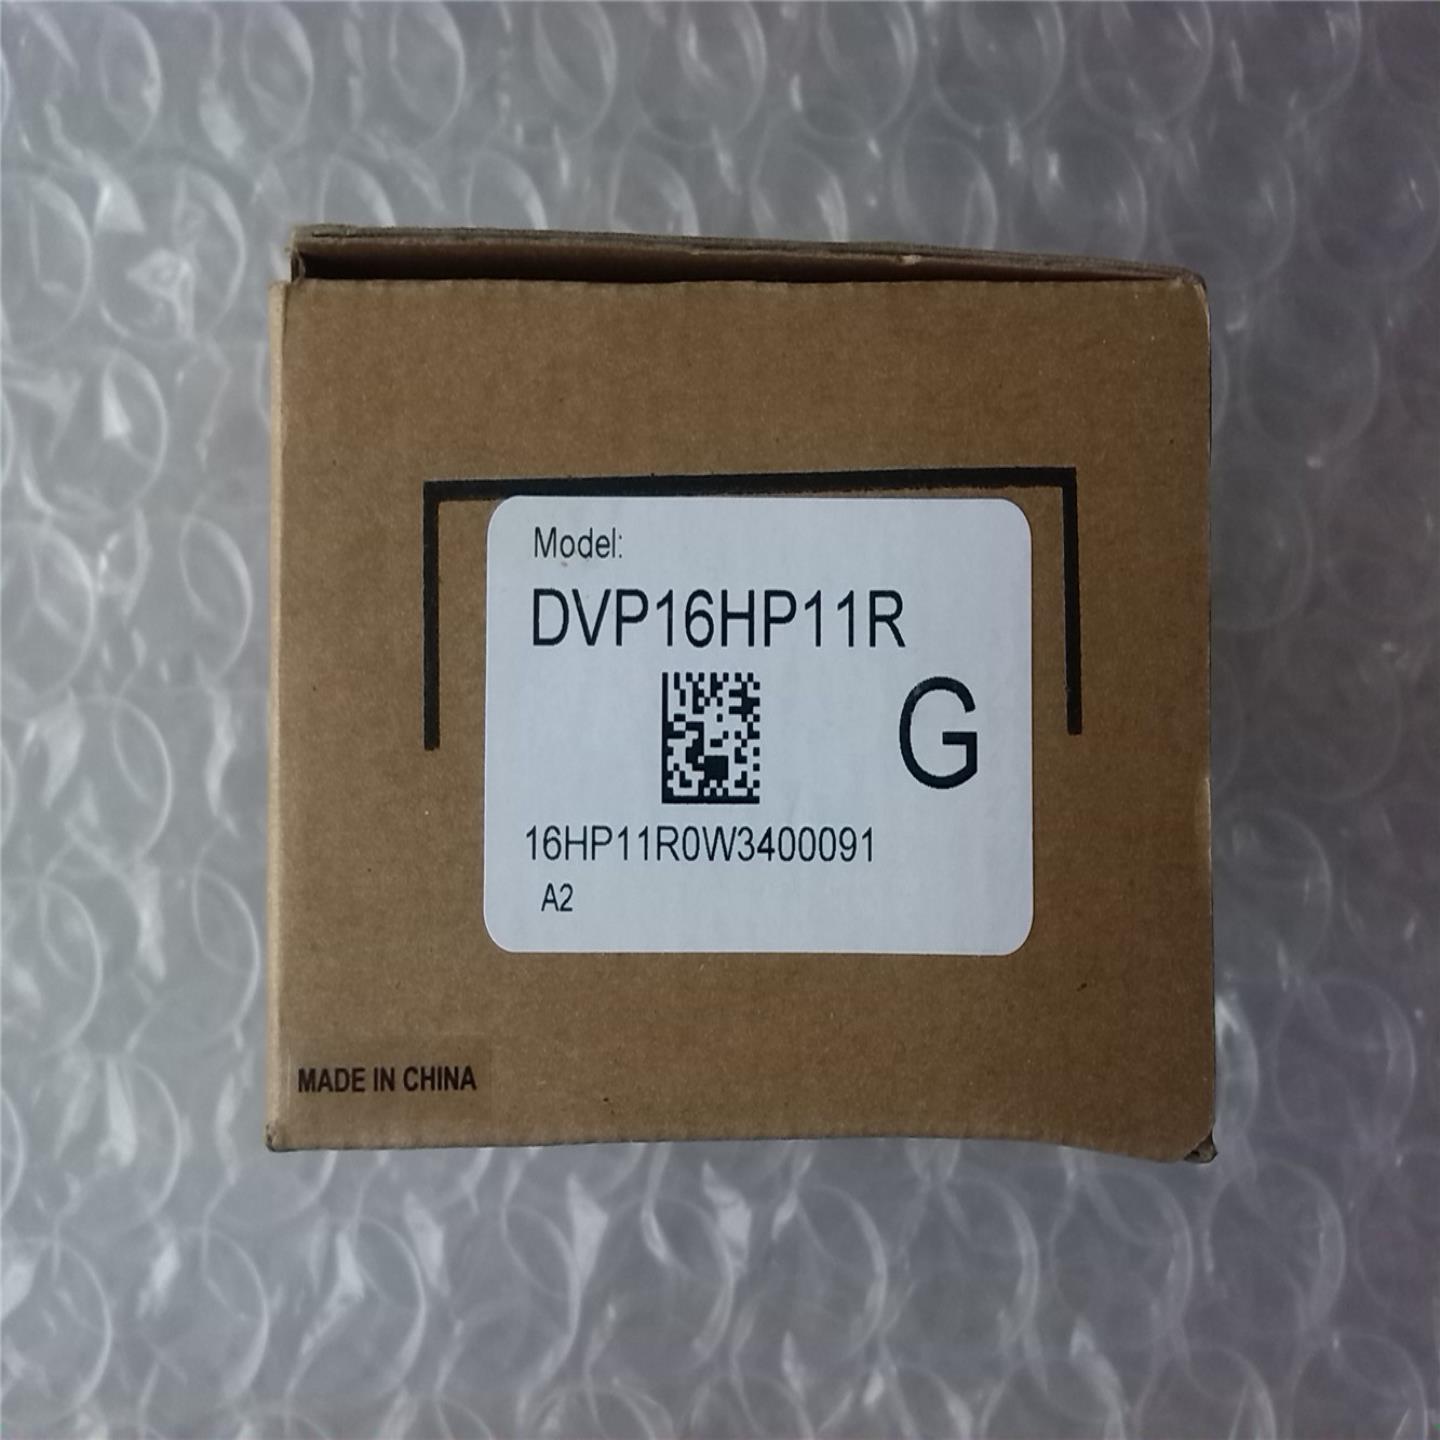 Model:
DVP16HP11R
G
16HP11R0W3400091
A2
MADE IN CHINA